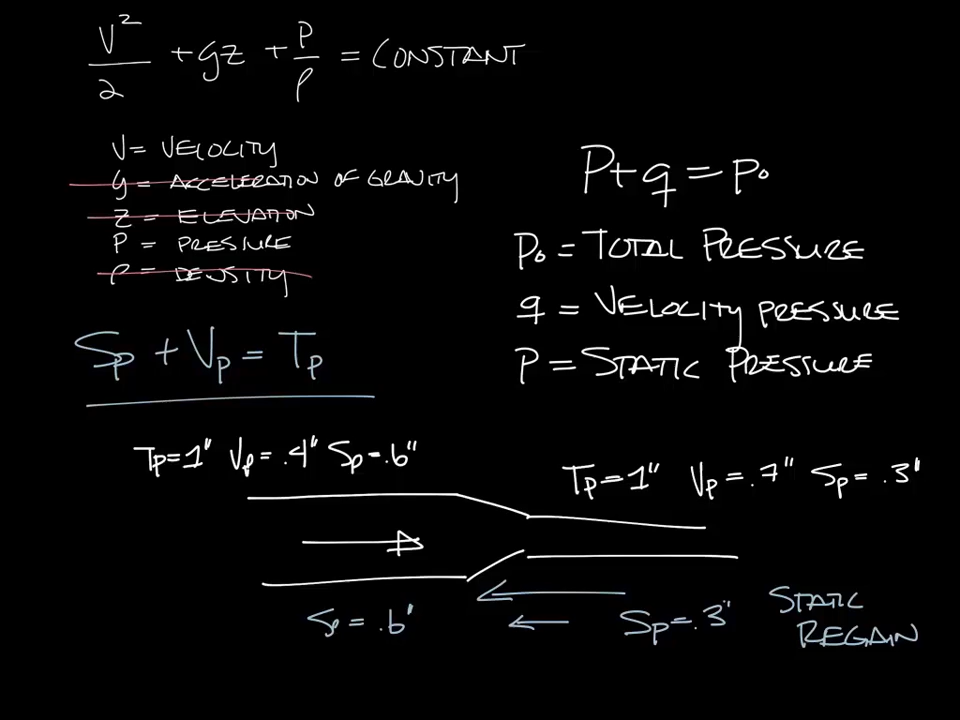 V²/2 + gz + P/ρ = CONSTANT
V = VELOCITY
g = ACCELERATION OF GRAVITY
z = ELEVATION
P = PRESSURE
ρ = DENSITY
P + q = P₀
P₀ = TOTAL PRESSURE
q = VELOCITY PRESSURE
P = STATIC PRESSURE
Sp + Vp = Tp
Tp = 1" Vp = .4" Sp = .6"
Tp = 1" Vp = .7" Sp = .3"
Sp = .6"
Sp = .3"
STATIC
REGAIN